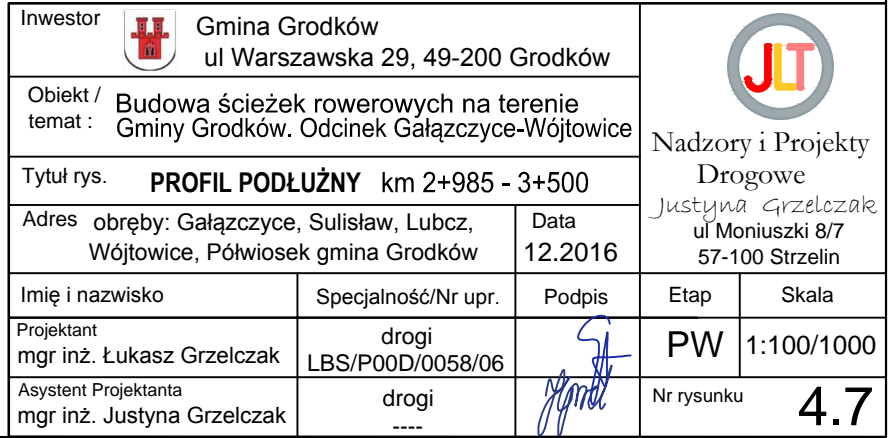 Inwestor
Gmina Grodków
ul Warszawska 29, 49-200 Grodków
Obiekt /
temat :
Budowa ścieżek rowerowych na terenie
Gminy Grodków. Odcinek Gałązczyce-Wójtowice
Tytuł rys.
PROFIL PODŁUŻNY km 2+985 - 3+500
Adres obręby: Gałązczyce, Sulisław, Lubcz,
Wójtowice, Półwiosek gmina Grodków
Data
12.2016
JLT
Nadzory i Projekty
Drogowe
Justyna Grzelczak
ul Moniuszki 8/7
57-100 Strzelin
Imię i nazwisko
Specjalność/Nr upr.
Podpis
Etap
Skala
Projektant
mgr inż. Łukasz Grzelczak
drogi
LBS/P00D/0058/06
PW
1:100/1000
Asystent Projektanta
mgr inż. Justyna Grzelczak
drogi
----
Nr rysunku
4.7